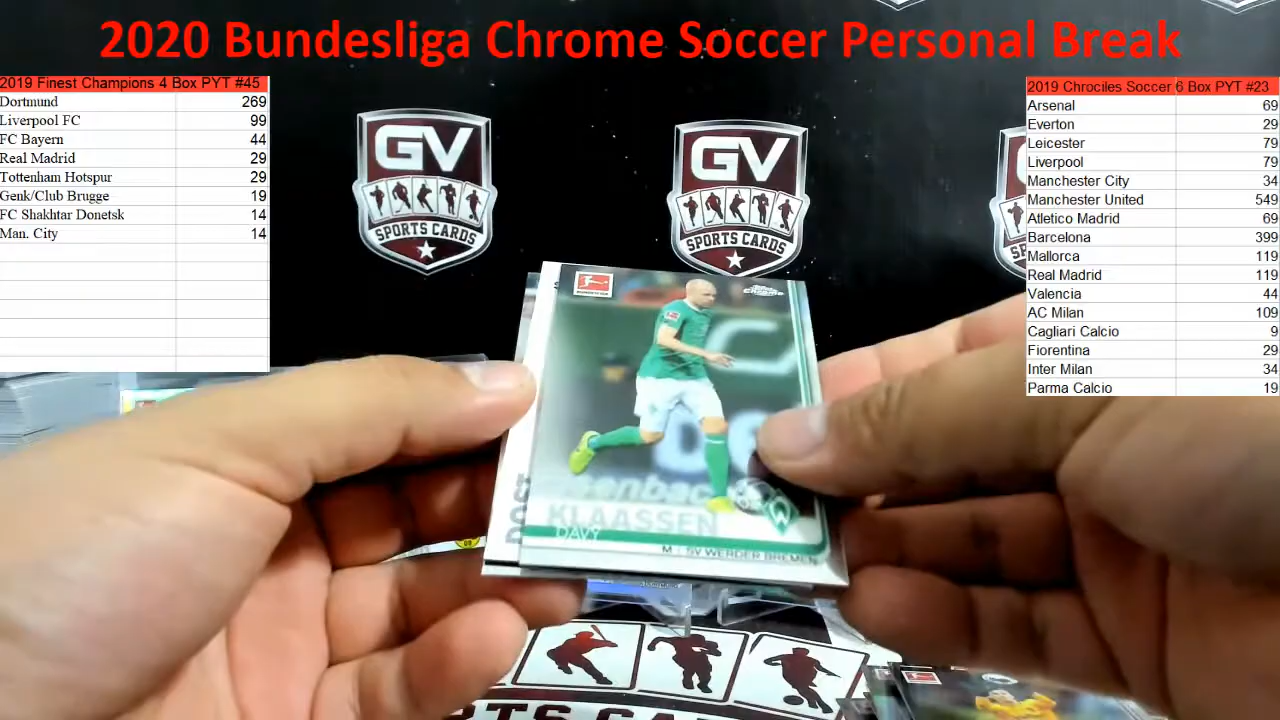 2020 Bundesliga Chrome Soccer Personal Break
2019 Finest Champions 4 Box PYT #45
Dortmund 269
Liverpool FC 99
FC Bayern 44
Real Madrid 29
Tottenham Hotspur 29
Genk/Club Brugge 19
FC Shakhtar Donetsk 14
Man. City 14
2019 Chrociles Soccer 6 Box PYT #23
Arsenal 69
Everton 29
Leicester 79
Liverpool 79
Manchester City 34
Manchester United 549
Atletico Madrid 69
Barcelona 399
Mallorca 119
Real Madrid 119
Valencia 44
AC Milan 109
Cagliari Calcio 9
Fiorentina 29
Inter Milan 34
Parma Calcio 19
GV
SPORTS CARDS
GV
SPORTS CARDS
Topps Chrome
KLAASSEN
DAVY
M - SV WERDER BREMEN